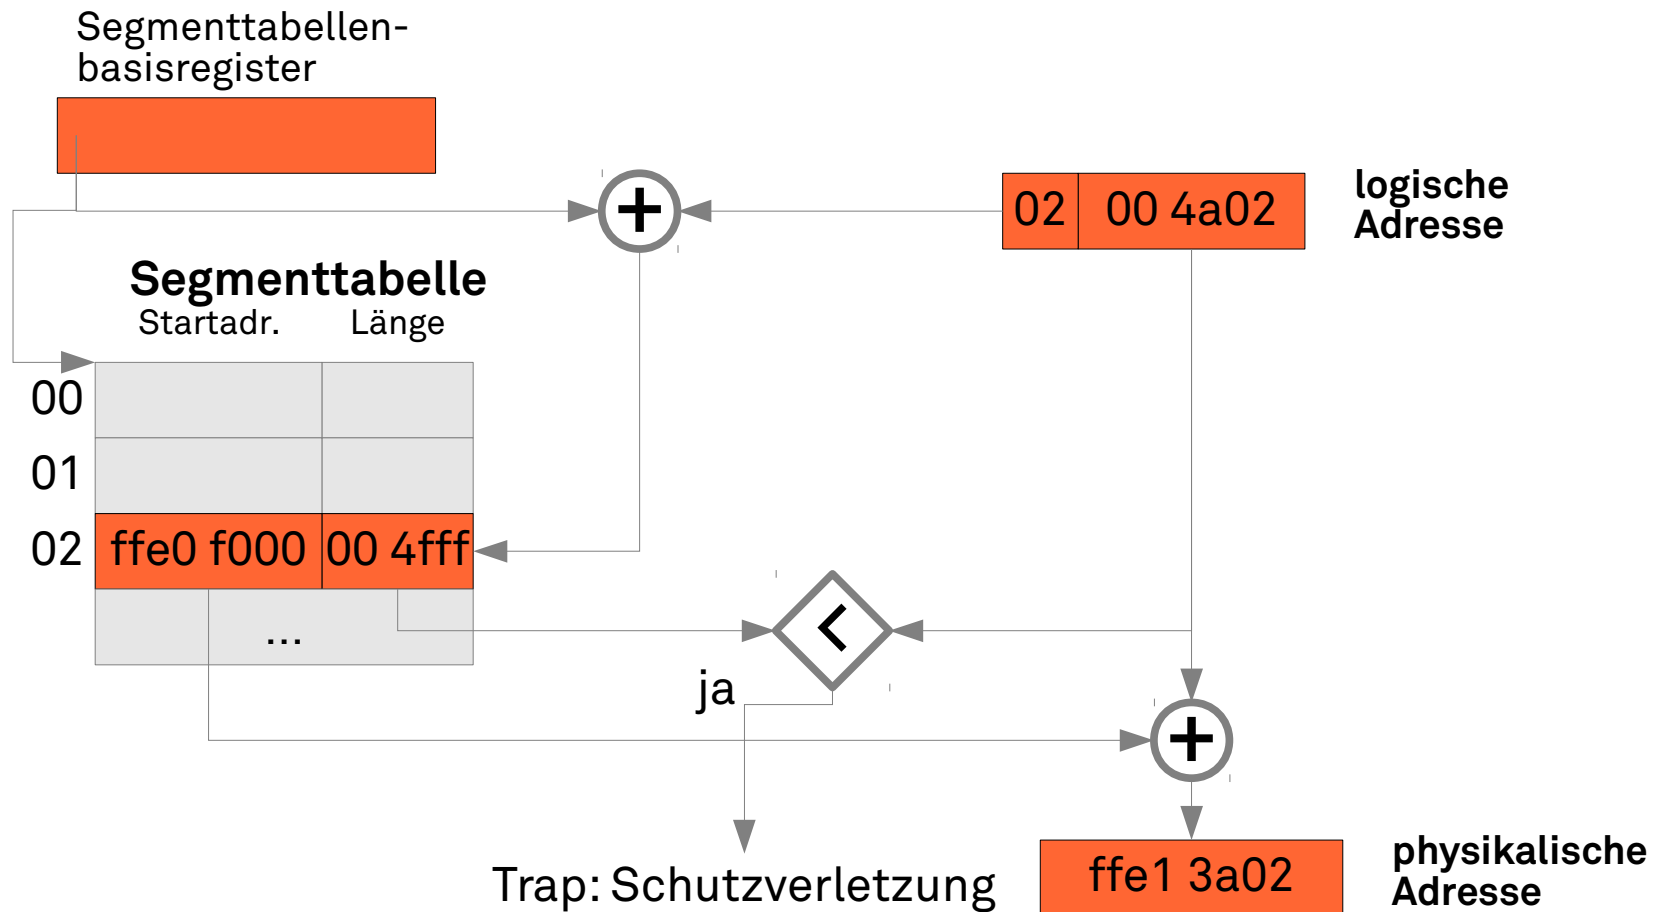 Segmenttabellen-
basisregister
+
02 00 4a02
logische
Adresse
Segmenttabelle
Startadr. Länge
00
01
02 ffe0 f000 00 4fff
...
<
ja
+
Trap: Schutzverletzung
ffe1 3a02
physikalische
Adresse